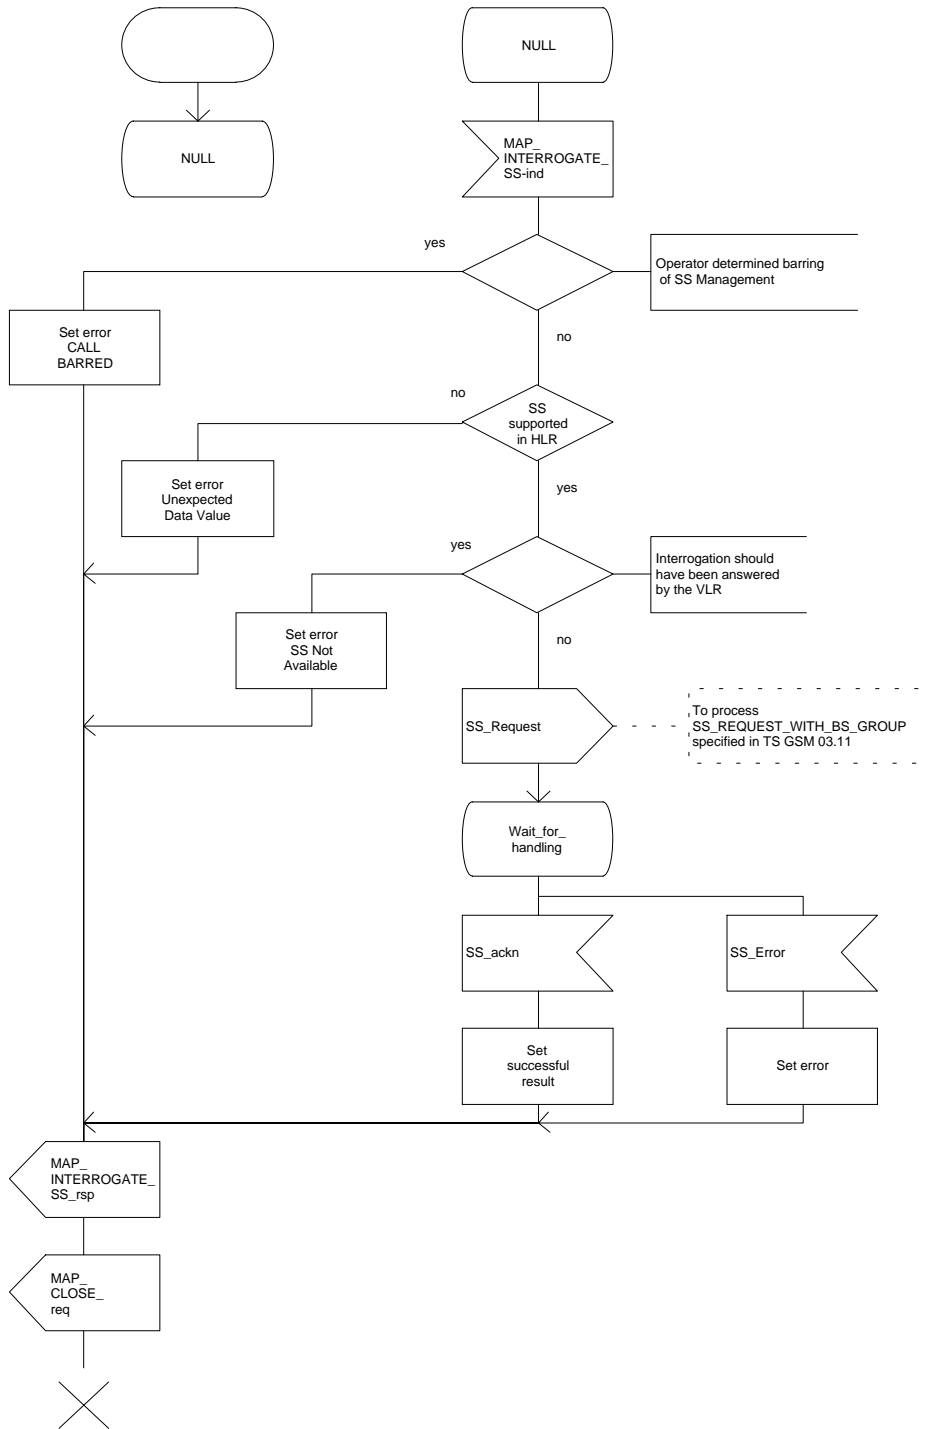 NULL
NULL
MAP_
INTERROGATE_
SS-ind
yes
Operator determined barring
of SS Management
Set error
CALL
BARRED
no
no
SS
supported
in HLR
Set error
Unexpected
Data Value
yes
yes
Interrogation should
have been answered
by the VLR
Set error
SS Not
Available
no
SS_Request
To process
SS_REQUEST_WITH_BS_GROUP
specified in TS GSM 03.11
Wait_for_
handling
SS_ackn
SS_Error
Set
successful
result
Set error
MAP_
INTERROGATE_
SS_rsp
MAP_
CLOSE_
req